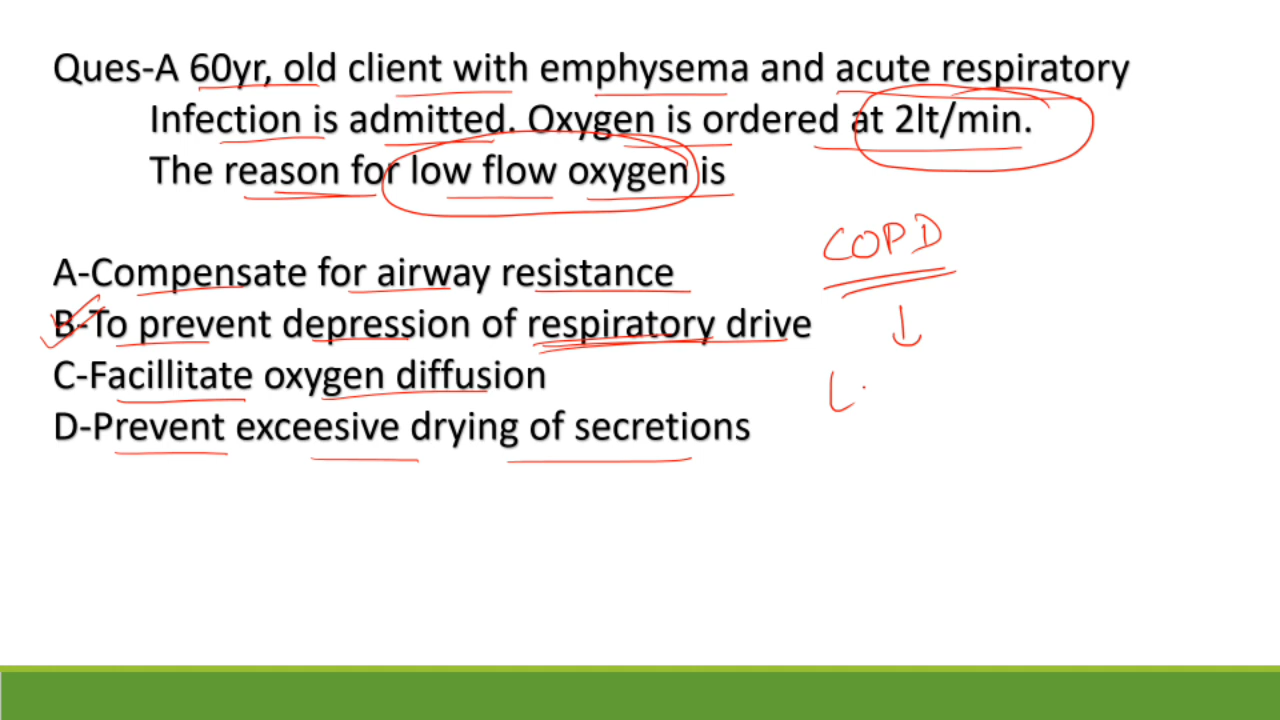 Ques-A 60yr, old client with emphysema and acute respiratory
Infection is admitted. Oxygen is ordered at 2lt/min.
The reason for low flow oxygen is
A-Compensate for airway resistance
B-To prevent depression of respiratory drive
C-Facillitate oxygen diffusion
D-Prevent exceesive drying of secretions
COPD
↓